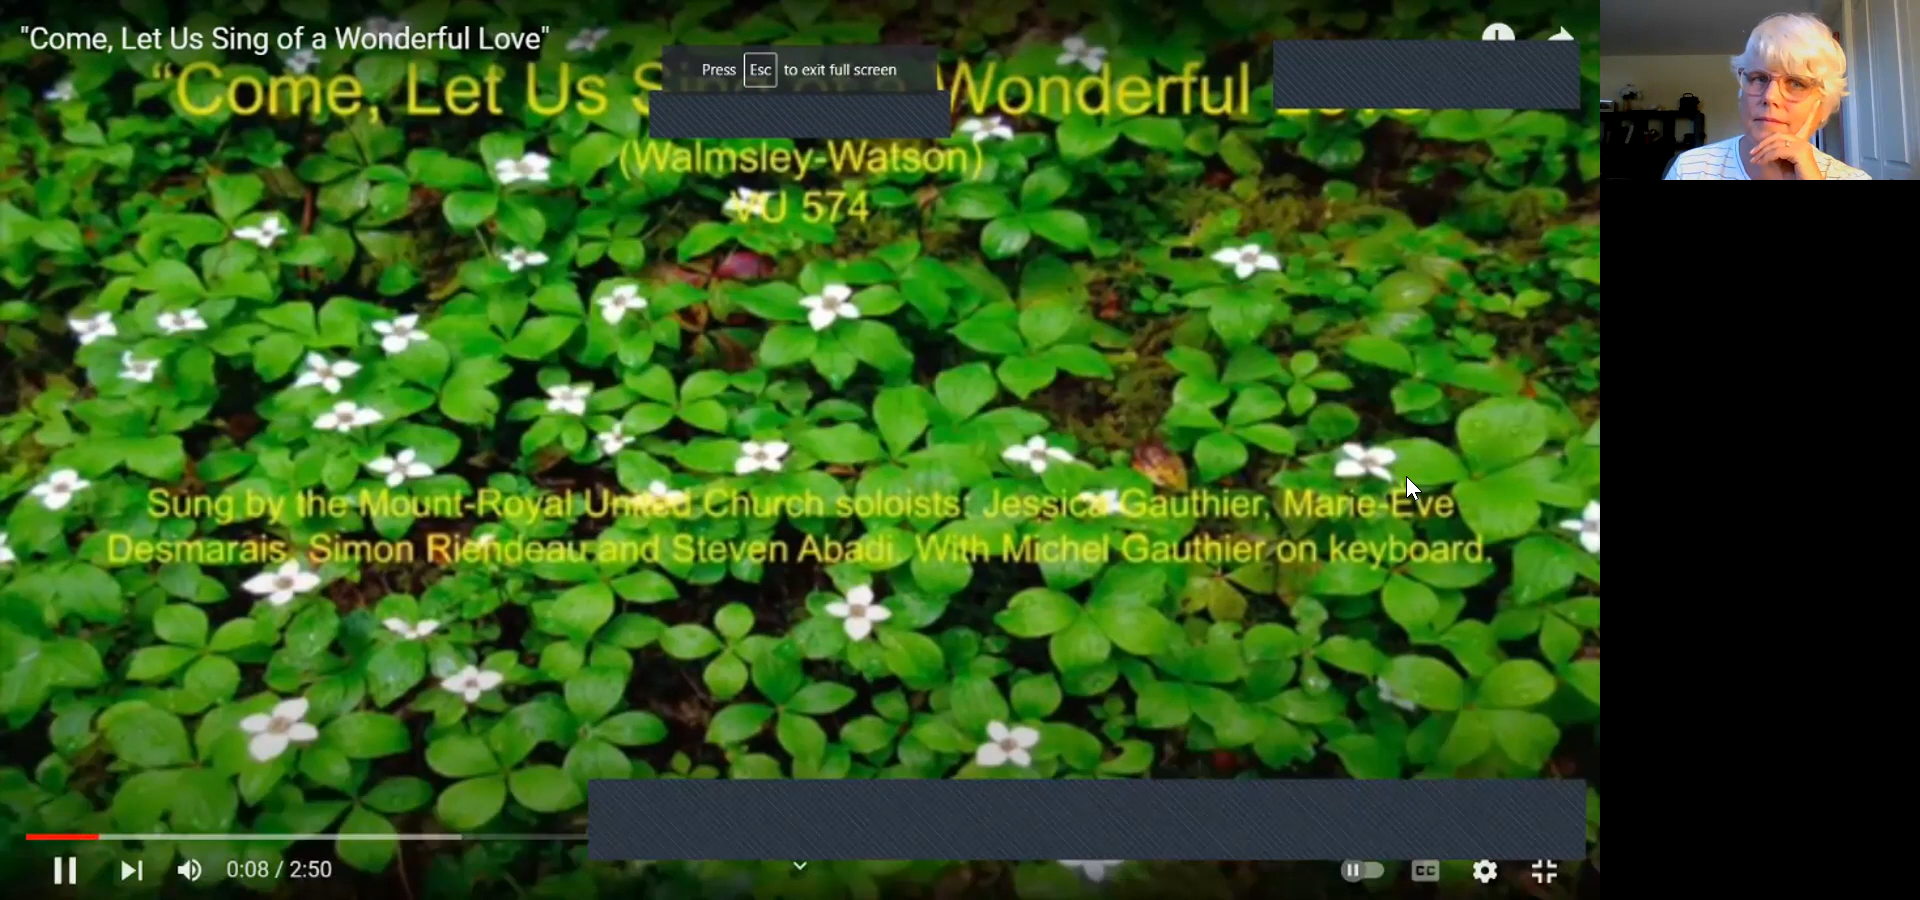 "Come, Let Us Sing of a Wonderful Love"
Press Esc to exit full screen
“Come, Let Us Wonderful
(Walmsley-Watson)
VU 574
Sung by the Mount-Royal United Church soloists: Jessica Gauthier, Marie-Eve
Desmarais, Simon Riendeau and Steven Abadi. With Michel Gauthier on keyboard.
0:08 / 2:50
CC